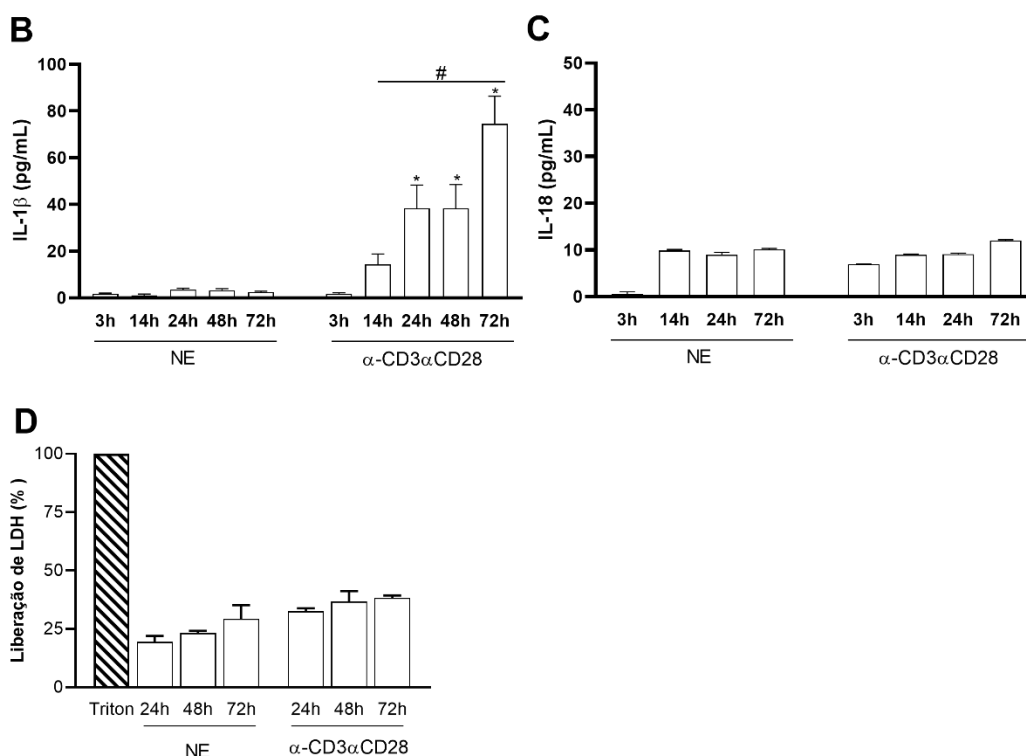 B
IL-1β (pg/mL)
100
80
60
40
20
0
#
*
*
*
3h 14h 24h 48h 72h
3h 14h 24h 48h 72h
NE
α-CD3αCD28
C
IL-18 (pg/mL)
50
40
30
20
10
0
3h 14h 24h 72h
3h 14h 24h 72h
NE
α-CD3αCD28
D
Liberação de LDH (%)
100
75
50
25
0
Triton 24h 48h 72h
24h 48h 72h
NE
α-CD3αCD28